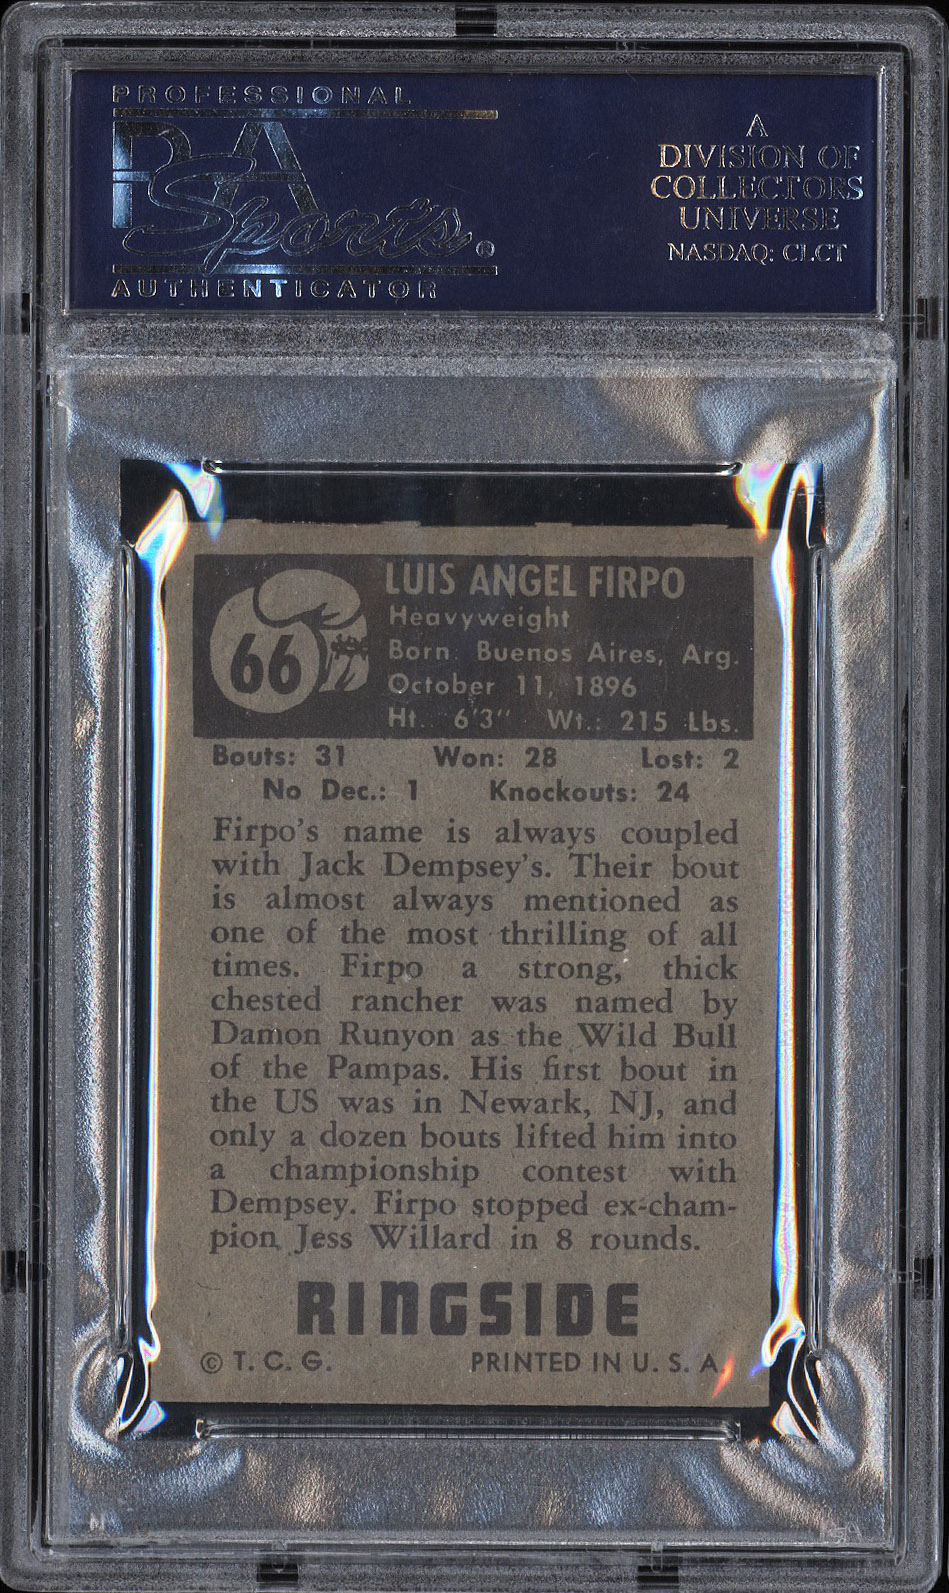 PROFESSIONAL
PSA
Sports®
AUTHENTICATOR
A
DIVISION OF
COLLECTORS
UNIVERSE
NASDAQ: CLCT
66
LUIS ANGEL FIRPO
Heavyweight
Born: Buenos Aires, Arg.
October 11, 1896
Ht.: 6'3" Wt.: 215 Lbs.
Bouts: 31 Won: 28 Lost: 2
No Dec.: 1 Knockouts: 24
Firpo's name is always coupled
with Jack Dempsey's. Their bout
is almost always mentioned as
one of the most thrilling of all
times. Firpo a strong, thick
chested rancher was named by
Damon Runyon as the Wild Bull
of the Pampas. His first bout in
the US was in Newark, NJ, and
only a dozen bouts lifted him into
a championship contest with
Dempsey. Firpo stopped ex-cham-
pion Jess Willard in 8 rounds.
RINGSIDE
© T. C. G. PRINTED IN U. S. A.